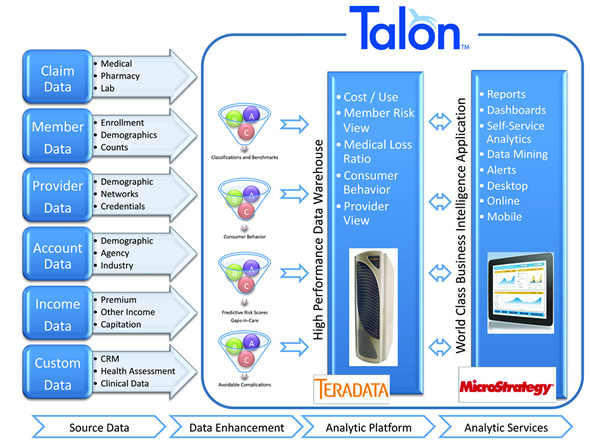 Talon™
Claim
Data
• Medical
• Pharmacy
• Lab
Member
Data
• Enrollment
• Demographics
• Counts
Provider
Data
• Demographic
• Networks
• Credentials
Account
Data
• Demographic
• Agency
• Industry
Income
Data
• Premium
• Other Income
• Capitation
Custom
Data
• CRM
• Health Assessment
• Clinical Data
A
B
C
Classifications and Benchmarks
A
B
C
Consumer Behavior
A
B
C
Predictive Risk Scores
Gaps-in-Care
A
B
C
Avoidable Complications
High Performance Data Warehouse
• Cost / Use
• Member Risk
View
• Medical Loss
Ratio
• Consumer
Behavior
• Provider
View
TERADATA
World Class Business Intelligence Application
• Reports
• Dashboards
• Self-Service
Analytics
• Data Mining
• Alerts
• Desktop
• Online
• Mobile
MicroStrategy
Source Data
Data Enhancement
Analytic Platform
Analytic Services